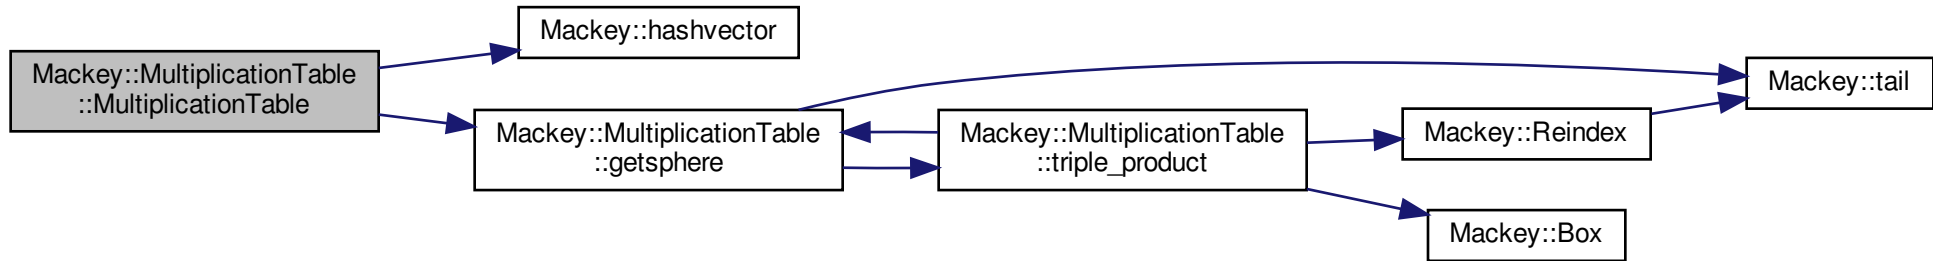 Mackey::MultiplicationTable
::MultiplicationTable
Mackey::hashvector
Mackey::MultiplicationTable
::getsphere
Mackey::MultiplicationTable
::triple_product
Mackey::Reindex
Mackey::tail
Mackey::Box